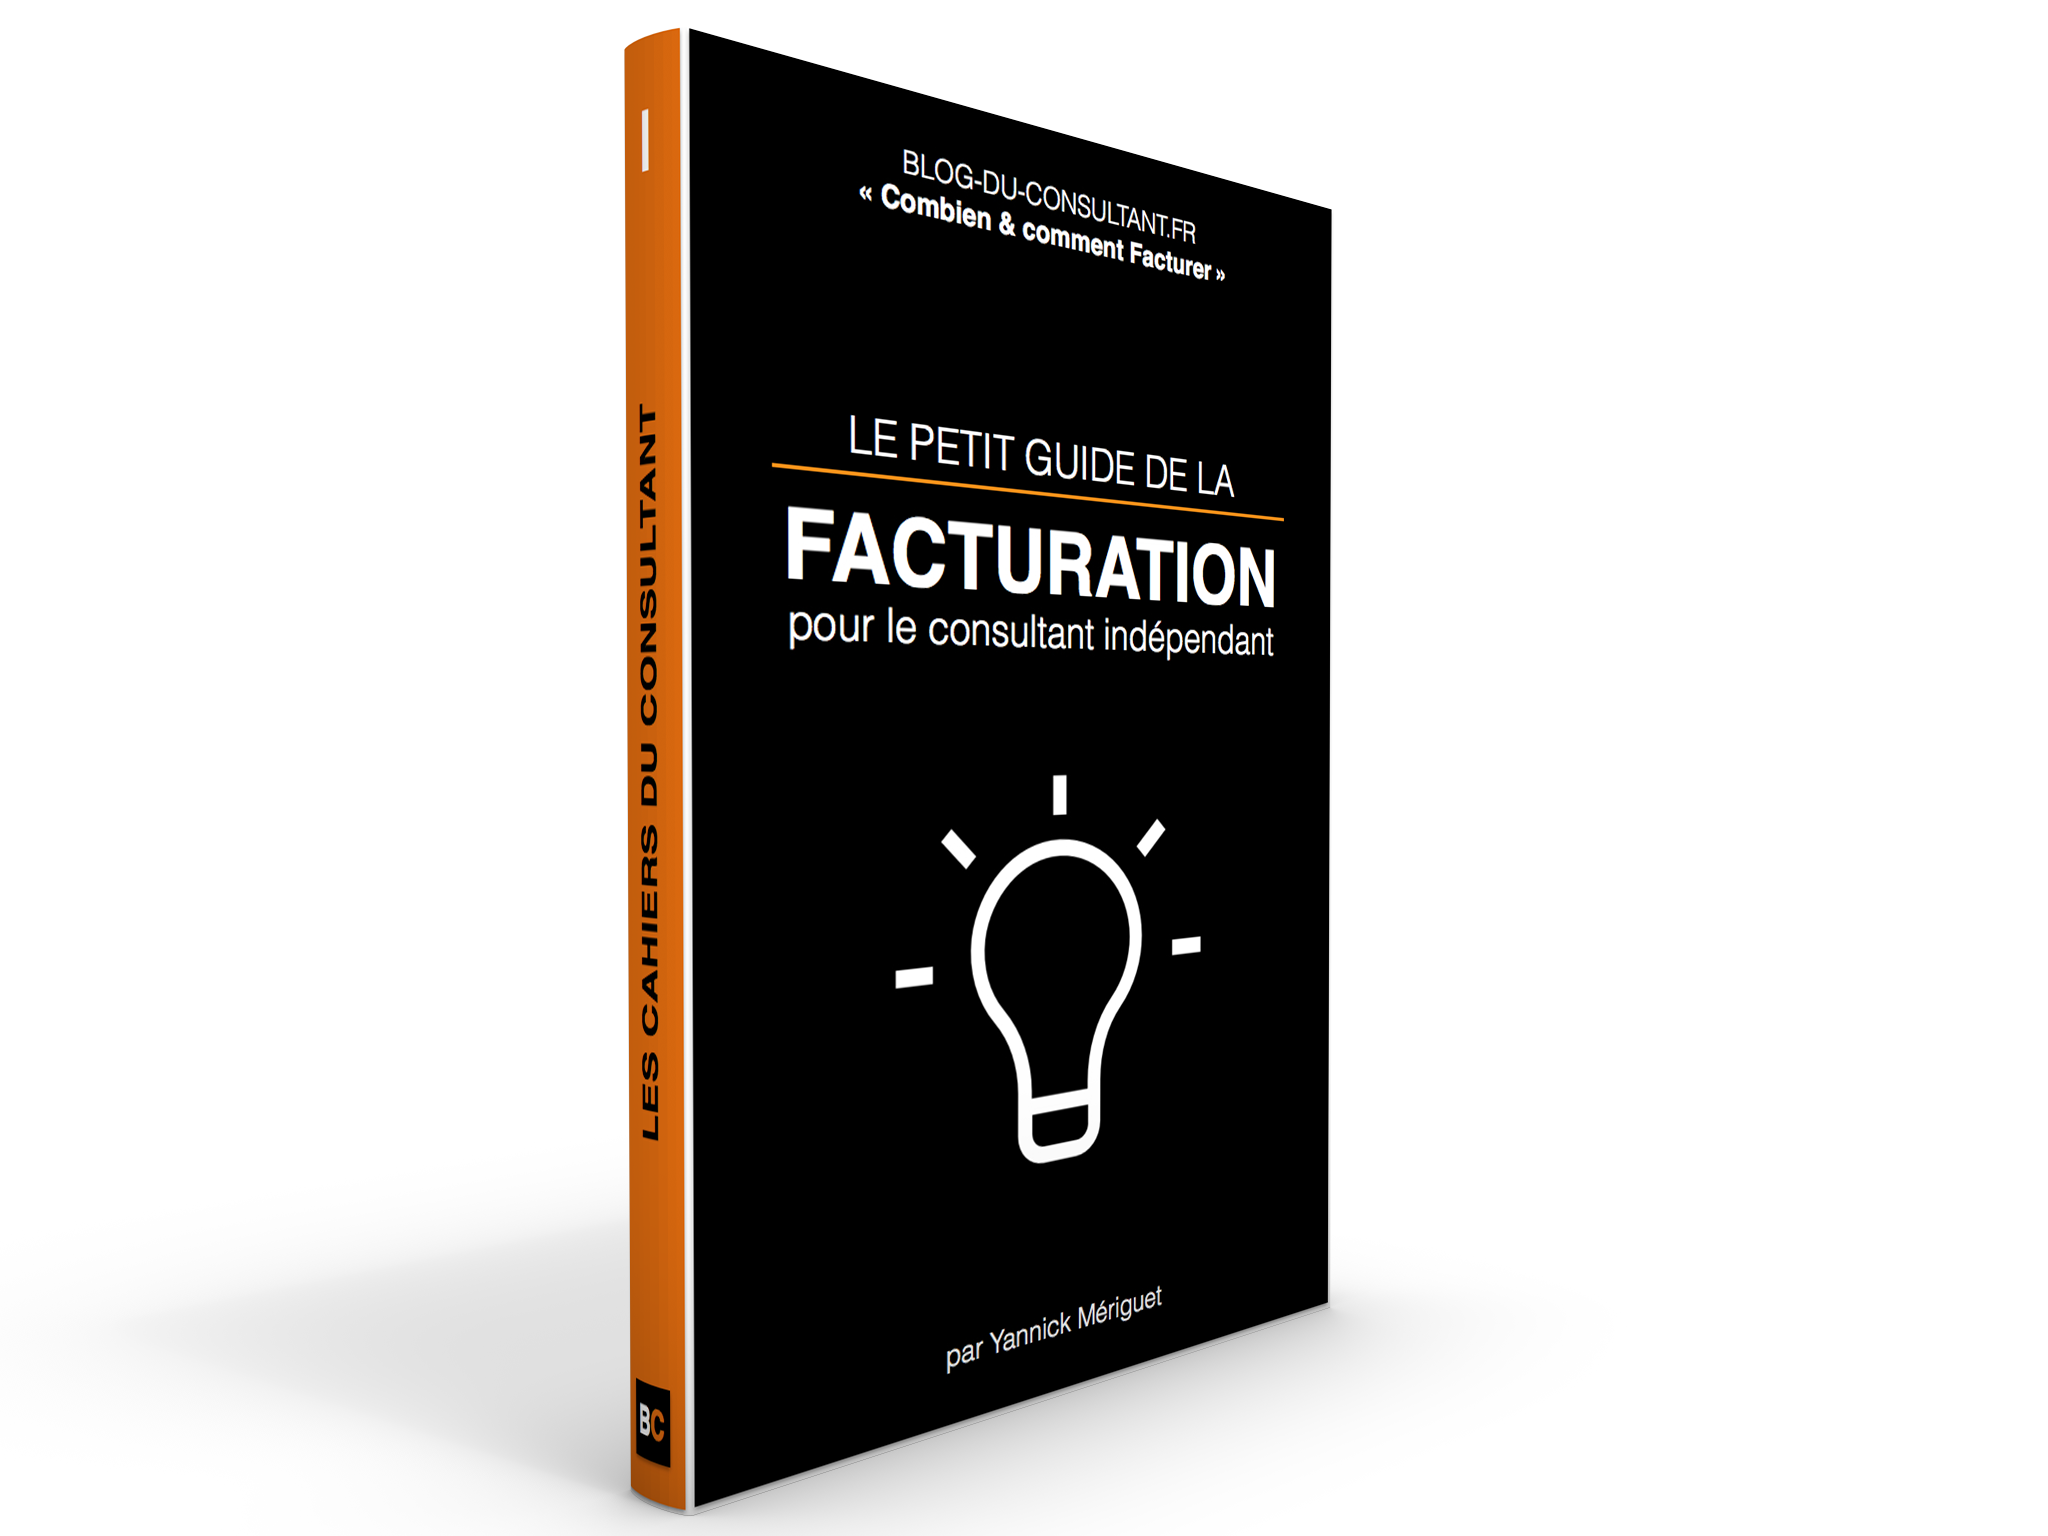 I
LES CAHIERS DU CONSULTANT
BC
BLOG-DU-CONSULTANT.FR
« Combien & comment Facturer »
LE PETIT GUIDE DE LA
FACTURATION
pour le consultant indépendant
par Yannick Mériguet